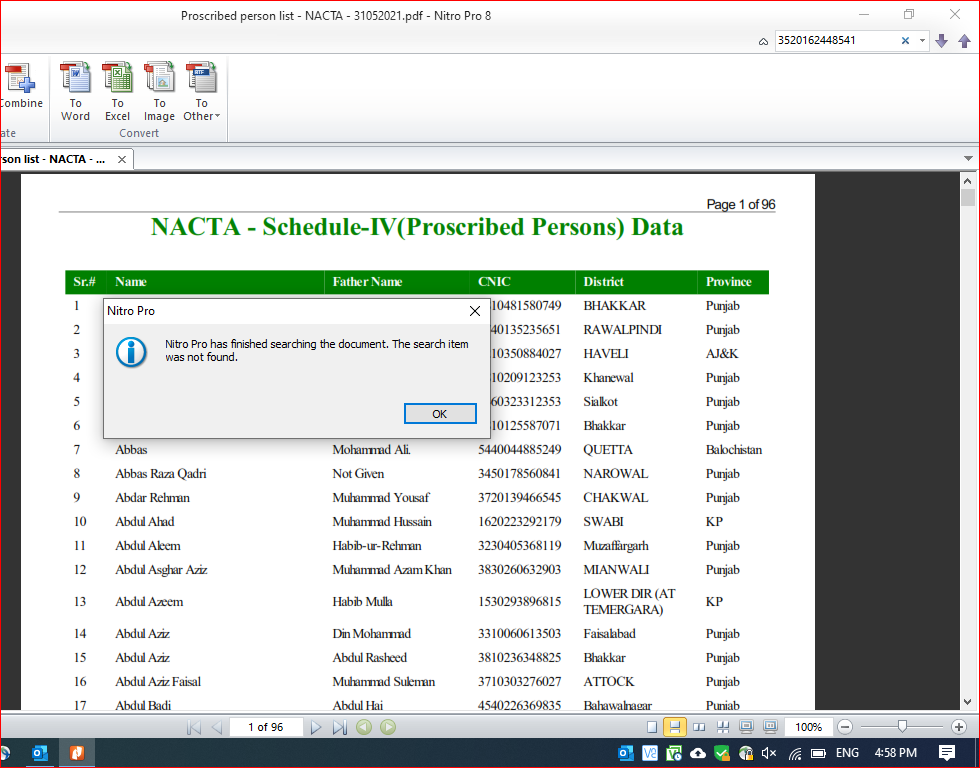 Proscribed person list - NACTA - 31052021.pdf - Nitro Pro 8
3520162448541
Combine
To Word
To Excel
To Image
To Other
ate
Convert
son list - NACTA - ...
Page 1 of 96
NACTA - Schedule-IV(Proscribed Persons) Data
Sr.# Name Father Name CNIC District Province
1 10481580749 BHAKKAR Punjab
2 40135235651 RAWALPINDI Punjab
3 10350884027 HAVELI AJ&K
4 10209123253 Khanewal Punjab
5 60323312353 Sialkot Punjab
6 10125587071 Bhakkar Punjab
Nitro Pro
Nitro Pro has finished searching the document. The search item
was not found.
OK
7 Abbas Mohammad Ali. 5440044885249 QUETTA Balochistan
8 Abbas Raza Qadri Not Given 3450178560841 NAROWAL Punjab
9 Abdar Rehman Muhammad Yousaf 3720139466545 CHAKWAL Punjab
10 Abdul Ahad Muhammad Hussain 1620223292179 SWABI KP
11 Abdul Aleem Habib-ur-Rehman 3230405368119 Muzaffargarh Punjab
12 Abdul Asghar Aziz Muhammad Azam Khan 3830260632903 MIANWALI Punjab
13 Abdul Azeem Habib Mulla 1530293896815 LOWER DIR (AT TEMERGARA) KP
14 Abdul Aziz Din Mohammad 3310060613503 Faisalabad Punjab
15 Abdul Aziz Abdul Rasheed 3810236348825 Bhakkar Punjab
16 Abdul Aziz Faisal Muhammad Suleman 3710303276027 ATTOCK Punjab
17 Abdul Badi Abdul Hai 4540226369835 Bahawalnagar Punjab
1 of 96
100%
ENG 4:58 PM